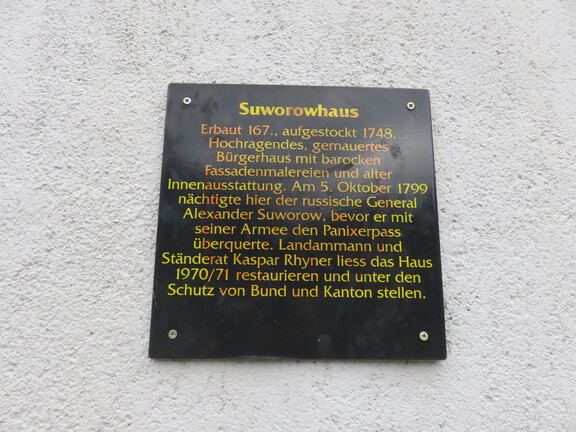 Suworowhaus
Erbaut 167., aufgestockt 1748.
Hochragendes, gemauertes
Bürgerhaus mit barocken
Fassadenmalereien und alter
Innenausstattung. Am 5. Oktober 1799
nächtigte hier der russische General
Alexander Suworow, bevor er mit
seiner Armee den Panixerpass
überquerte. Landammann und
Ständerat Kaspar Rhyner liess das Haus
1970/71 restaurieren und unter den
Schutz von Bund und Kanton stellen.